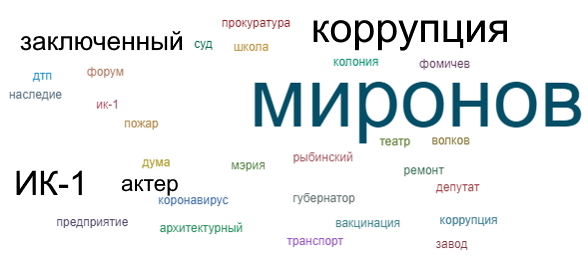 прокуратура
коррупция
заключенный
суд
школа
колония
фомичев
дтп
форум
наследие
ик-1
миронов
пожар
театр
волков
дума
мэрия
рыбинский
ремонт
ИК-1
актер
депутат
коронавирус
губернатор
предприятие
архитектурный
вакцинация
коррупция
транспорт
завод